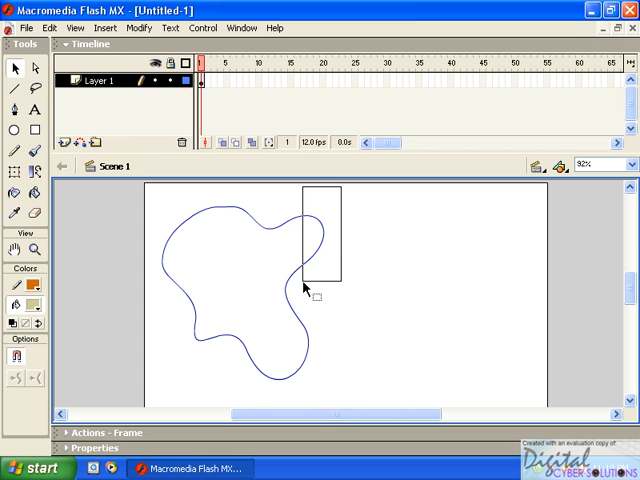 Macromedia Flash MX - [Untitled-1]
File Edit View Insert Modify Text Control Window Help
Tools
Timeline
1 5 10 15 20 25 30 35 40 45 50 55 60 65
Layer 1
1 12.0 fps 0.0s
Scene 1
92%
View
Colors
Options
Actions - Frame
Properties
Created with an evaluation copy of
Digital
CYBER SOLUTIONS
start
Macromedia Flash MX...